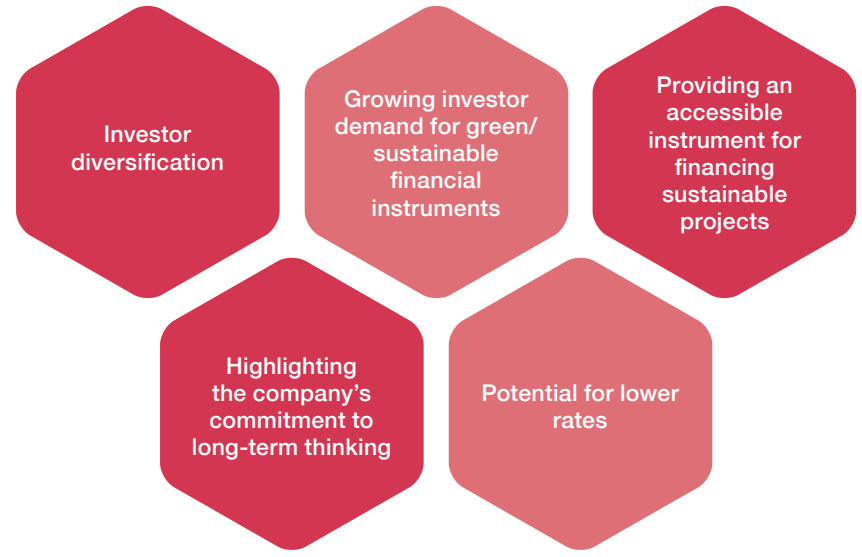 Investor
diversification
Growing investor
demand for green/
sustainable
financial
instruments
Providing an
accessible
instrument for
financing
sustainable
projects
Highlighting
the company’s
commitment to
long-term thinking
Potential for lower
rates